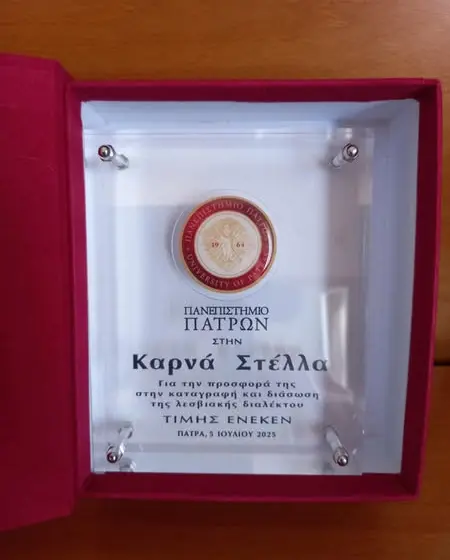 ΠΑΝΕΠΙΣΤΗΜΙΟ ΠΑΤΡΩΝ
19 64
UNIVERSITY OF PATRAS
ΠΑΝΕΠΙΣΤΗΜΙΟ
ΠΑΤΡΩΝ
ΣΤΗΝ
Καρνά Στέλλα
Για την προσφορά της
στην καταγραφή και διάσωση
της λεσβιακής διαλέκτου
ΤΙΜΗΣ ΕΝΕΚΕΝ
ΠΑΤΡΑ, 5 ΙΟΥΛΙΟΥ 2025